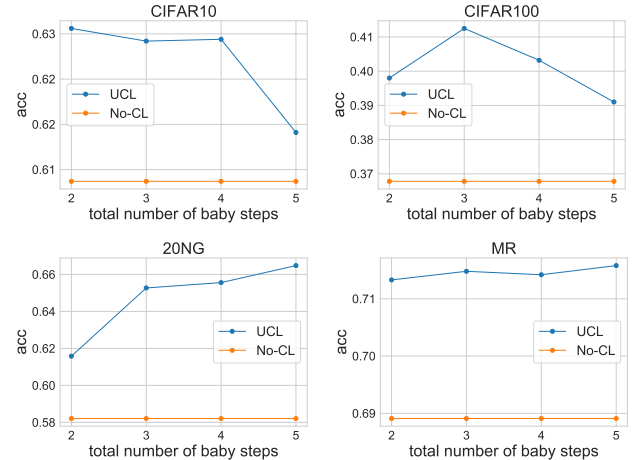 CIFAR10
0.63
0.62
0.62
0.61
acc
UCL
No-CL
2 3 4 5
total number of baby steps
CIFAR100
0.41
0.40
0.39
0.38
0.37
acc
UCL
No-CL
2 3 4 5
total number of baby steps
20NG
0.66
0.64
0.62
0.60
0.58
acc
UCL
No-CL
2 3 4 5
total number of baby steps
MR
0.71
0.70
0.69
acc
UCL
No-CL
2 3 4 5
total number of baby steps